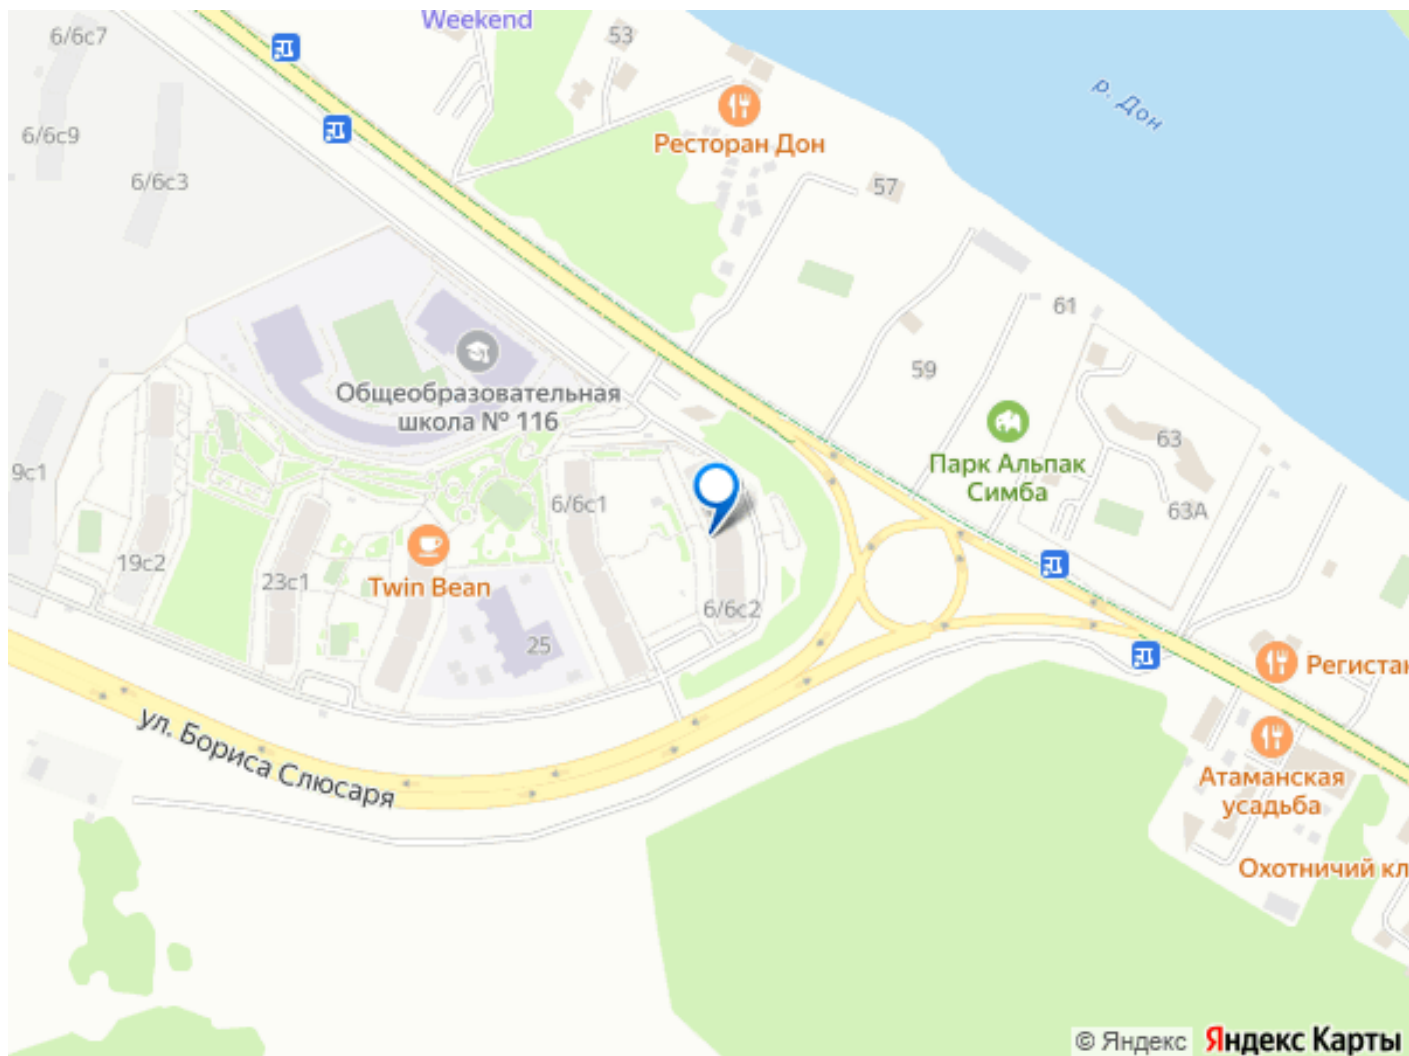 Weekend
6/6с7
53
р. Дон
6/6с9
Ресторан Дон
6/6с3
57
61
59
Общеобразовательная
школа № 116
63
Парк Альпак
Симба
9с1
6/6с1
63А
19с2
23с1
Twin Bean
6/6с2
25
Регистан
ул. Бориса Слюсаря
Атаманская
усадьба
Охотничий кл
© Яндекс Яндекс Карты